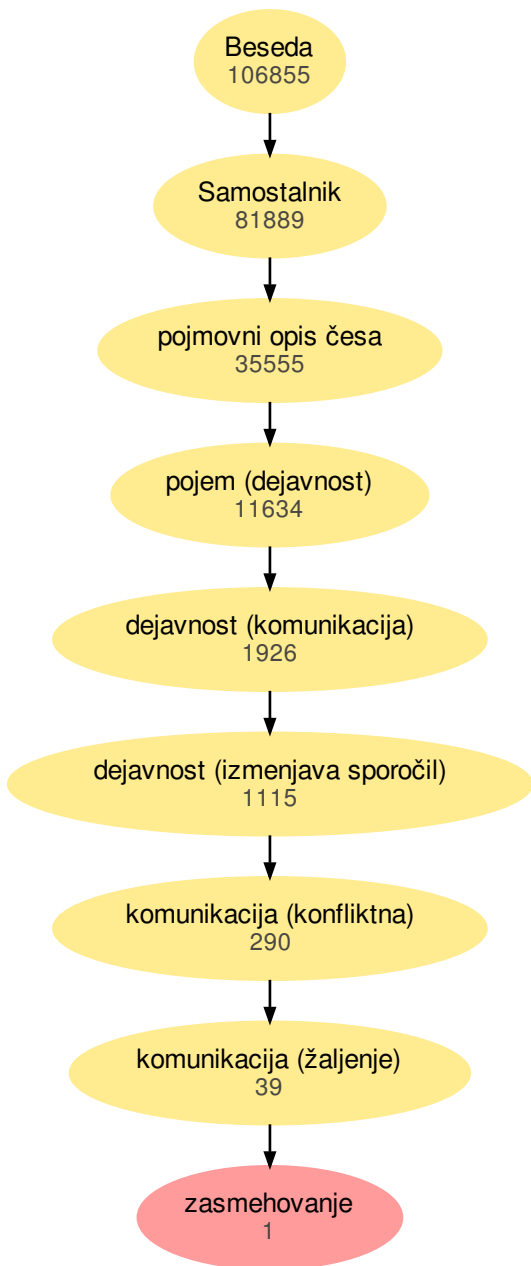 Beseda
106855
Samostalnik
81889
pojmovni opis česa
35555
pojem (dejavnost)
11634
dejavnost (komunikacija)
1926
dejavnost (izmenjava sporočil)
1115
komunikacija (konfliktna)
290
komunikacija (žaljenje)
39
zasmehovanje
1